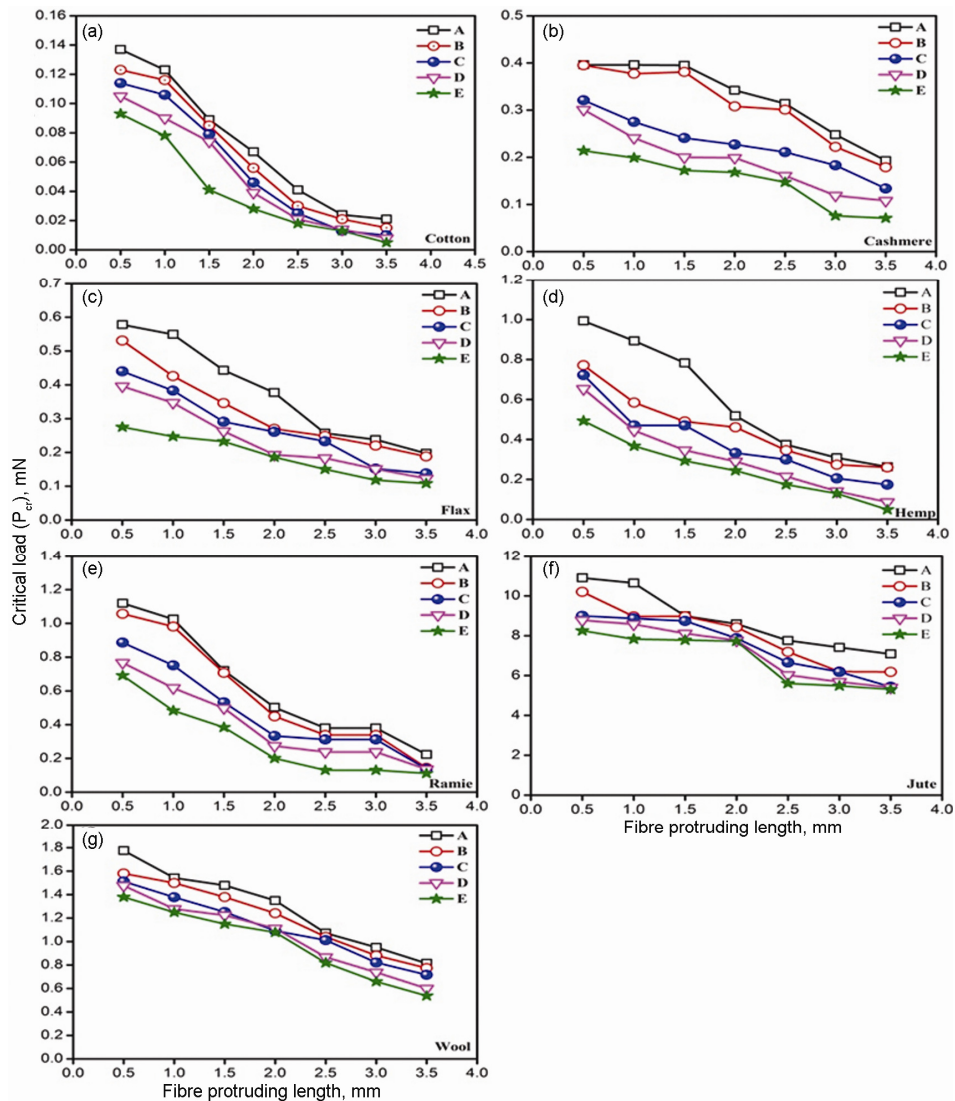 Critical load (Pcr), mN
(a)
A
B
C
D
E
0.16
0.14
0.12
0.10
0.08
0.06
0.04
0.02
0.00
Cotton
0.0 0.5 1.0 1.5 2.0 2.5 3.0 3.5 4.0 4.5
(b)
A
B
C
D
E
0.5
0.4
0.3
0.2
0.1
0.0
Cashmere
0.0 0.5 1.0 1.5 2.0 2.5 3.0 3.5 4.0
(c)
A
B
C
D
E
0.7
0.6
0.5
0.4
0.3
0.2
0.1
0.0
Flax
0.0 0.5 1.0 1.5 2.0 2.5 3.0 3.5 4.0
(d)
A
B
C
D
E
1.2
1.0
0.8
0.6
0.4
0.2
0.0
Hemp
0.0 0.5 1.0 1.5 2.0 2.5 3.0 3.5 4.0
(e)
A
B
C
D
E
1.4
1.2
1.0
0.8
0.6
0.4
0.2
0.0
Ramie
0.0 0.5 1.0 1.5 2.0 2.5 3.0 3.5 4.0
(f)
A
B
C
D
E
12
10
8
6
4
2
0
Jute
0.0 0.5 1.0 1.5 2.0 2.5 3.0 3.5 4.0
Fibre protruding length, mm
(g)
A
B
C
D
E
2.0
1.8
1.6
1.4
1.2
1.0
0.8
0.6
0.4
0.2
0.0
Wool
0.0 0.5 1.0 1.5 2.0 2.5 3.0 3.5 4.0
Fibre protruding length, mm